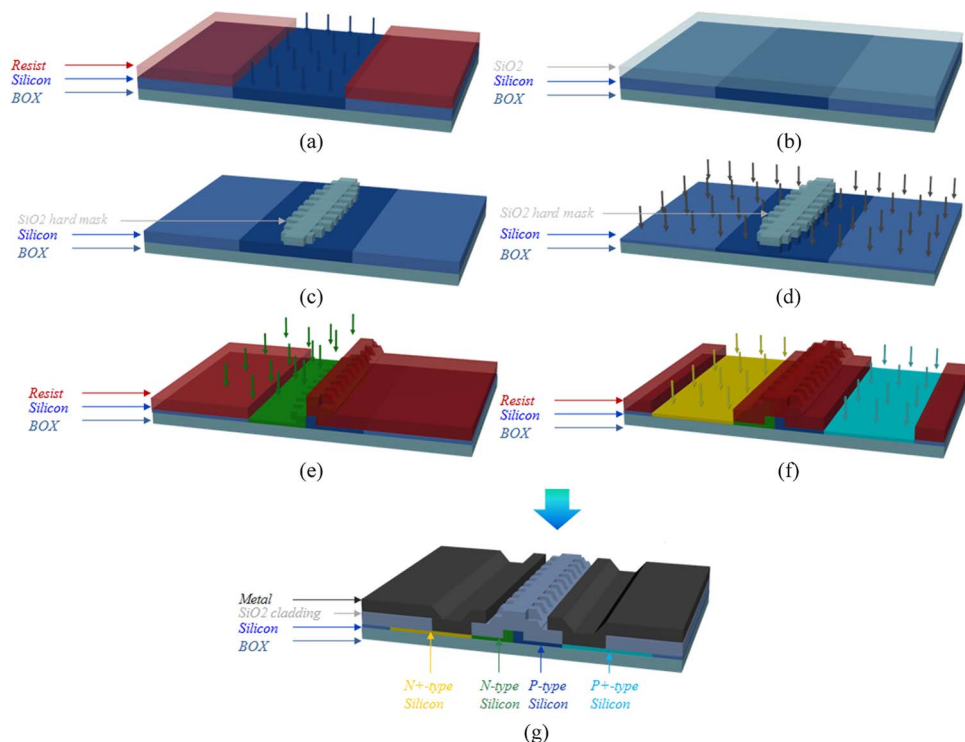 Resist
Silicon
BOX
(a)
SiO2
Silicon
BOX
(b)
SiO2 hard mask
Silicon
BOX
(c)
SiO2 hard mask
Silicon
BOX
(d)
Resist
Silicon
BOX
(e)
Resist
Silicon
BOX
(f)
Metal
SiO2 cladding
Silicon
BOX
N+-type
Silicon
N-type
Silicon
P-type
Silicon
P+-type
Silicon
(g)